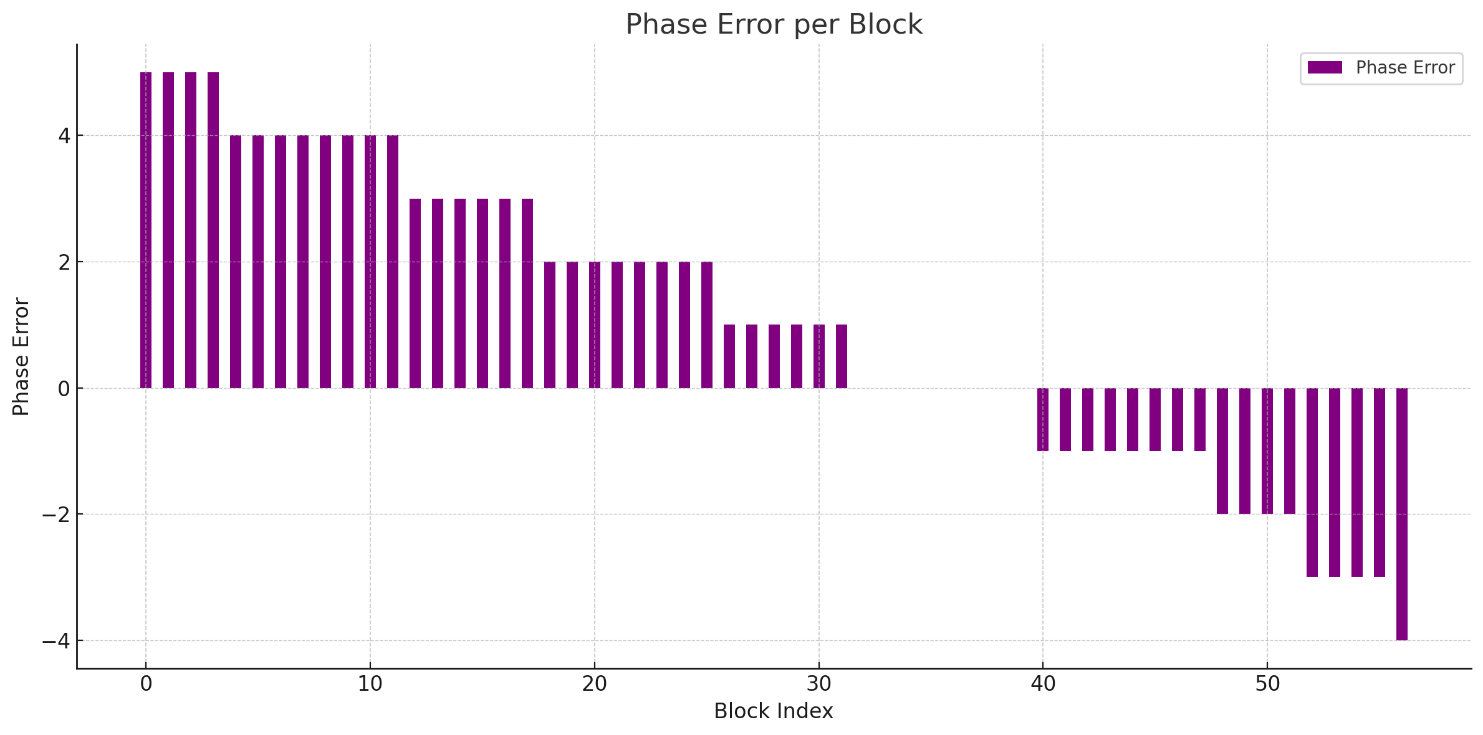 Phase Error per Block
Phase Error
Phase Error
4
2
0
−2
−4
0 10 20 30 40 50
Block Index